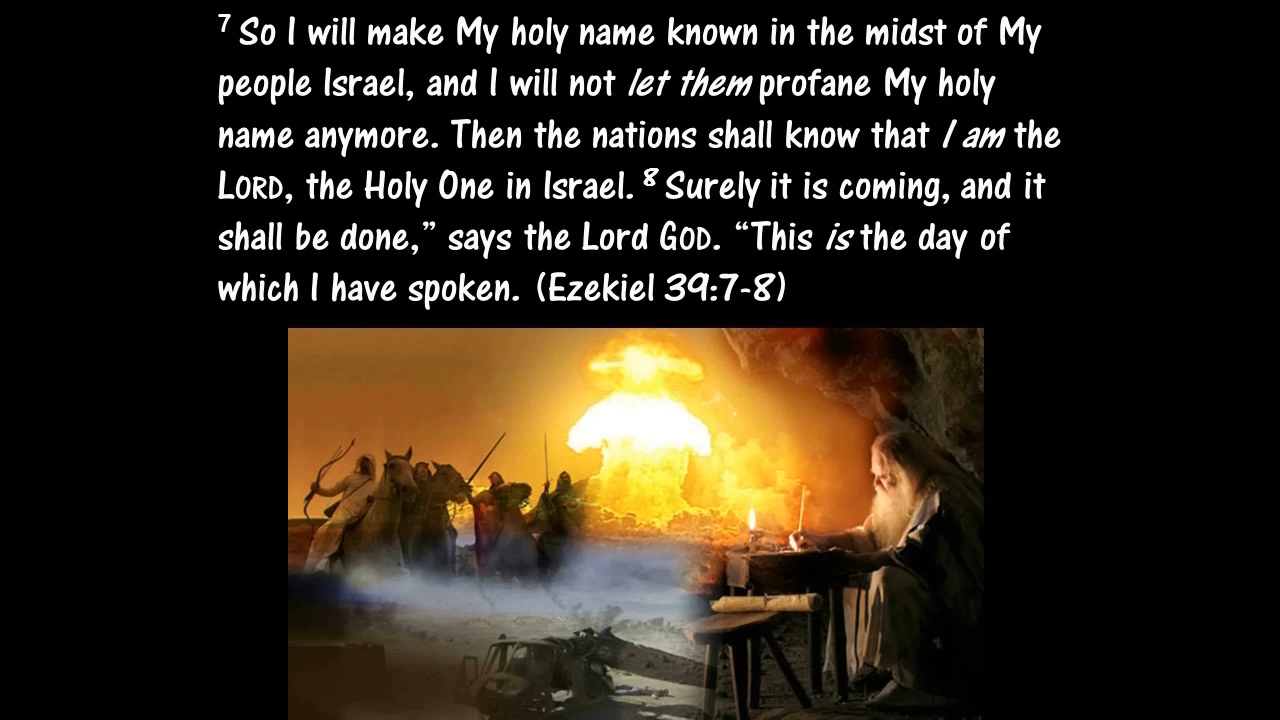 7 So I will make My holy name known in the midst of My
people Israel, and I will not let them profane My holy
name anymore. Then the nations shall know that I am the
LORD, the Holy One in Israel. 8 Surely it is coming, and it
shall be done,” says the Lord GOD. “This is the day of
which I have spoken. (Ezekiel 39:7-8)